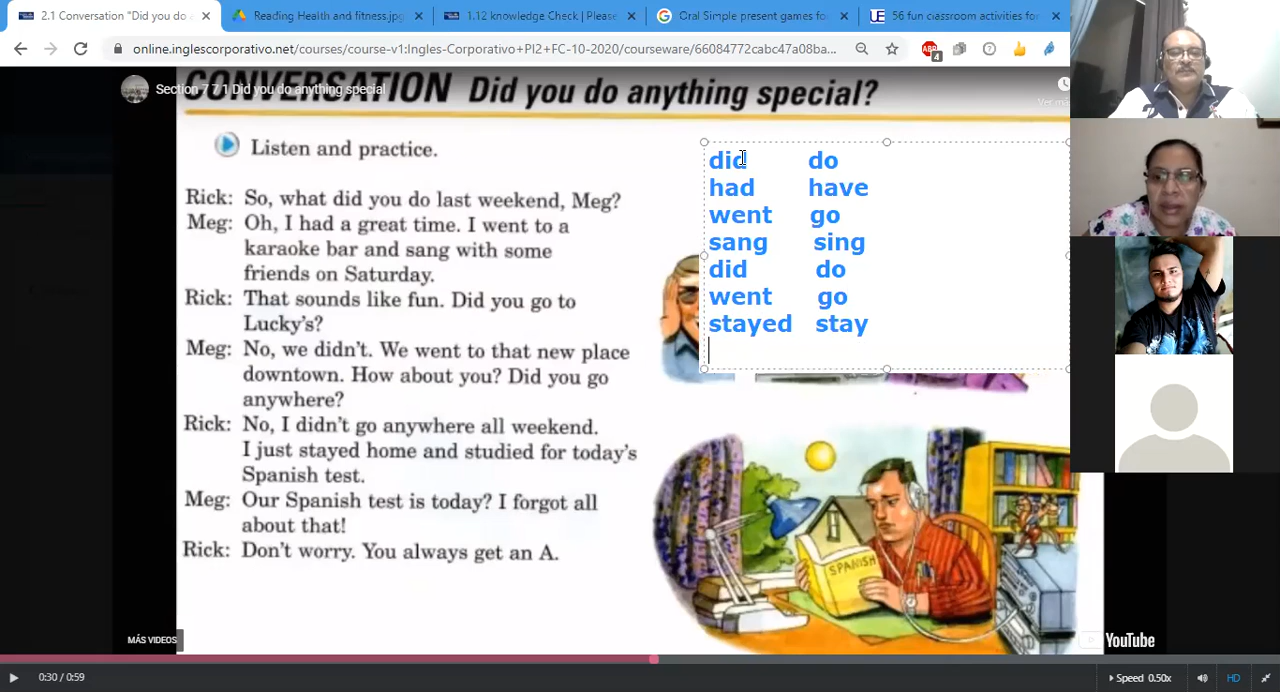 2.1 Conversation "Did you do a
Reading Health and fitness.jpg
1.12 knowledge Check | Please
Oral Simple present games fo
56 fun classroom activities fo
online.inglescorporativo.net/courses/course-v1:Ingles-Corporativo+PI2+FC-10-2020/courseware/66084772cabc47a08ba...
ABP
4
CONVERSATION Did you do anything special?
Section 7 7 1 Did you do anything special
Ver má
Listen and practice.
Rick: So, what did you do last weekend, Meg?
Meg: Oh, I had a great time. I went to a
karaoke bar and sang with some
friends on Saturday.
Rick: That sounds like fun. Did you go to
Lucky's?
Meg: No, we didn't. We went to that new place
downtown. How about you? Did you go
anywhere?
Rick: No, I didn't go anywhere all weekend.
I just stayed home and studied for today's
Spanish test.
Meg: Our Spanish test is today? I forgot all
about that!
Rick: Don't worry. You always get an A.
did do
had have
went go
sang sing
did do
went go
stayed stay
SPANISH
MÁS VIDEOS
YouTube
0:30 / 0:59
Speed 0.50x
HD